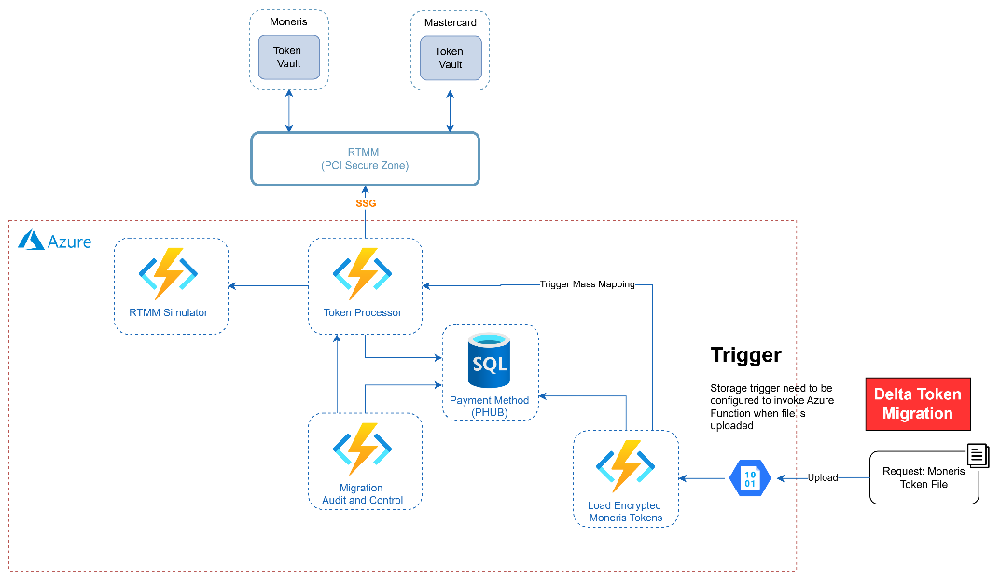 Moneris
Token
Vault
Mastercard
Token
Vault
RTMM
(PCI Secure Zone)
SSG
Azure
RTMM Simulator
Token Processor
Trigger Mass Mapping
SQL
Payment Method
(PHUB)
Migration
Audit and Control
Load Encrypted
Moneris Tokens
Trigger
Storage trigger need to be
configured to invoke Azure
Function when file is
uploaded
10
01
Upload
Delta Token
Migration
Request: Moneris
Token File